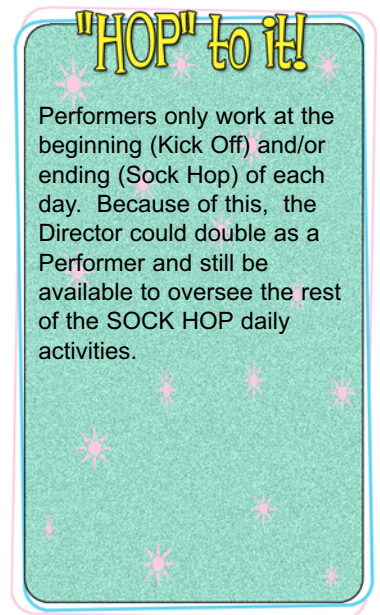 "HOP" to it!
Performers only work at the
beginning (Kick Off) and/or
ending (Sock Hop) of each
day.  Because of this,  the
Director could double as a
Performer and still be
available to oversee the rest
of the SOCK HOP daily
activities.